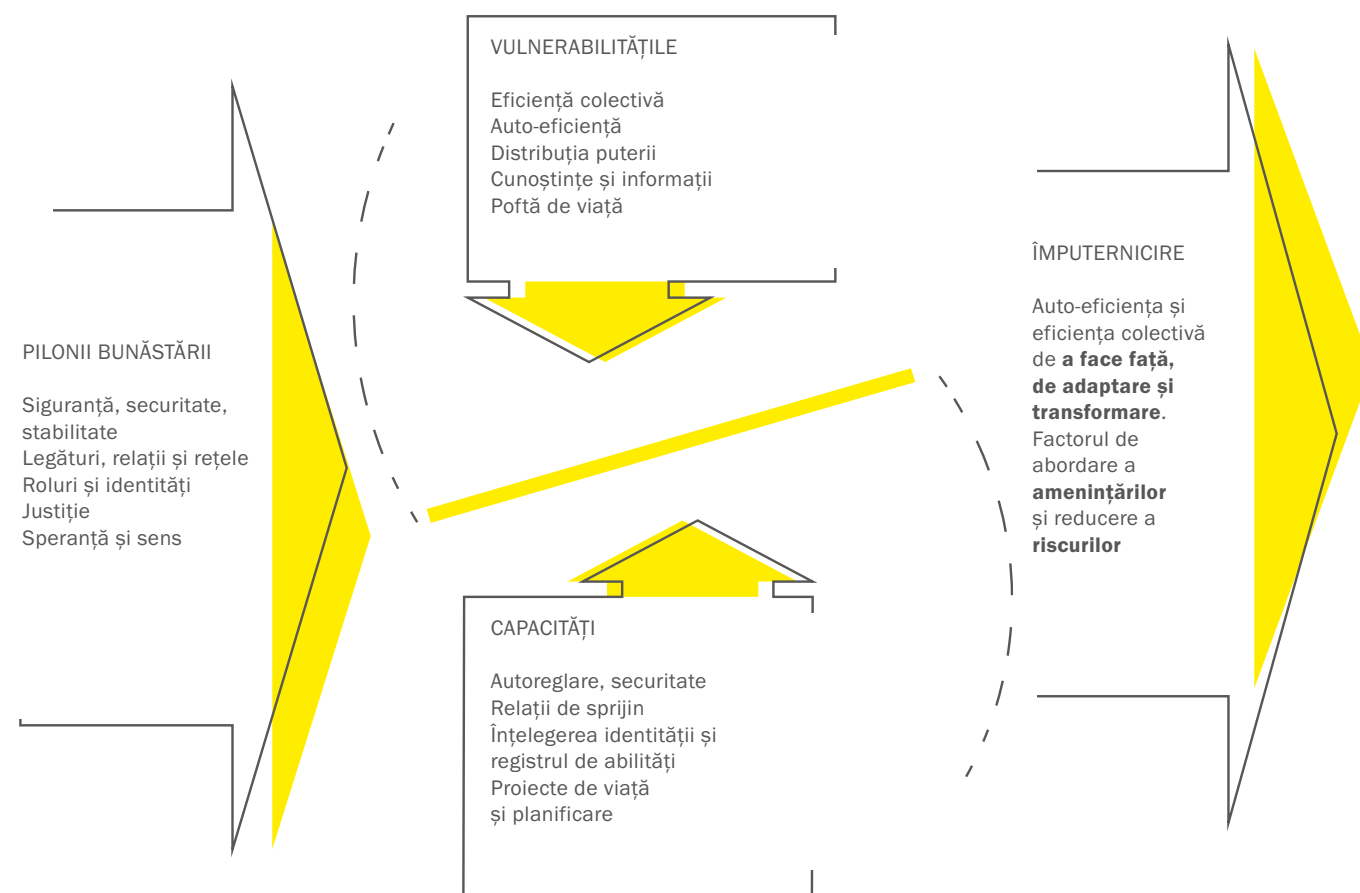 PILONII BUNĂSTĂRII
Siguranță, securitate,
stabilitate
Legături, relații și rețele
Roluri și identități
Justiție
Speranță și sens
VULNERABILITĂȚILE
Eficiență colectivă
Auto-eficiență
Distribuția puterii
Cunoștințe și informații
Poftă de viață
CAPACITĂȚI
Autoreglare, securitate
Relații de sprijin
Înțelegerea identității și
registrul de abilități
Proiecte de viață
și planificare
ÎMPUTERNICIRE
Auto-eficiența și
eficiența colectivă
de a face față,
de adaptare și
transformare.
Factorul de
abordare a
amenințărilor
și reducere a
riscurilor